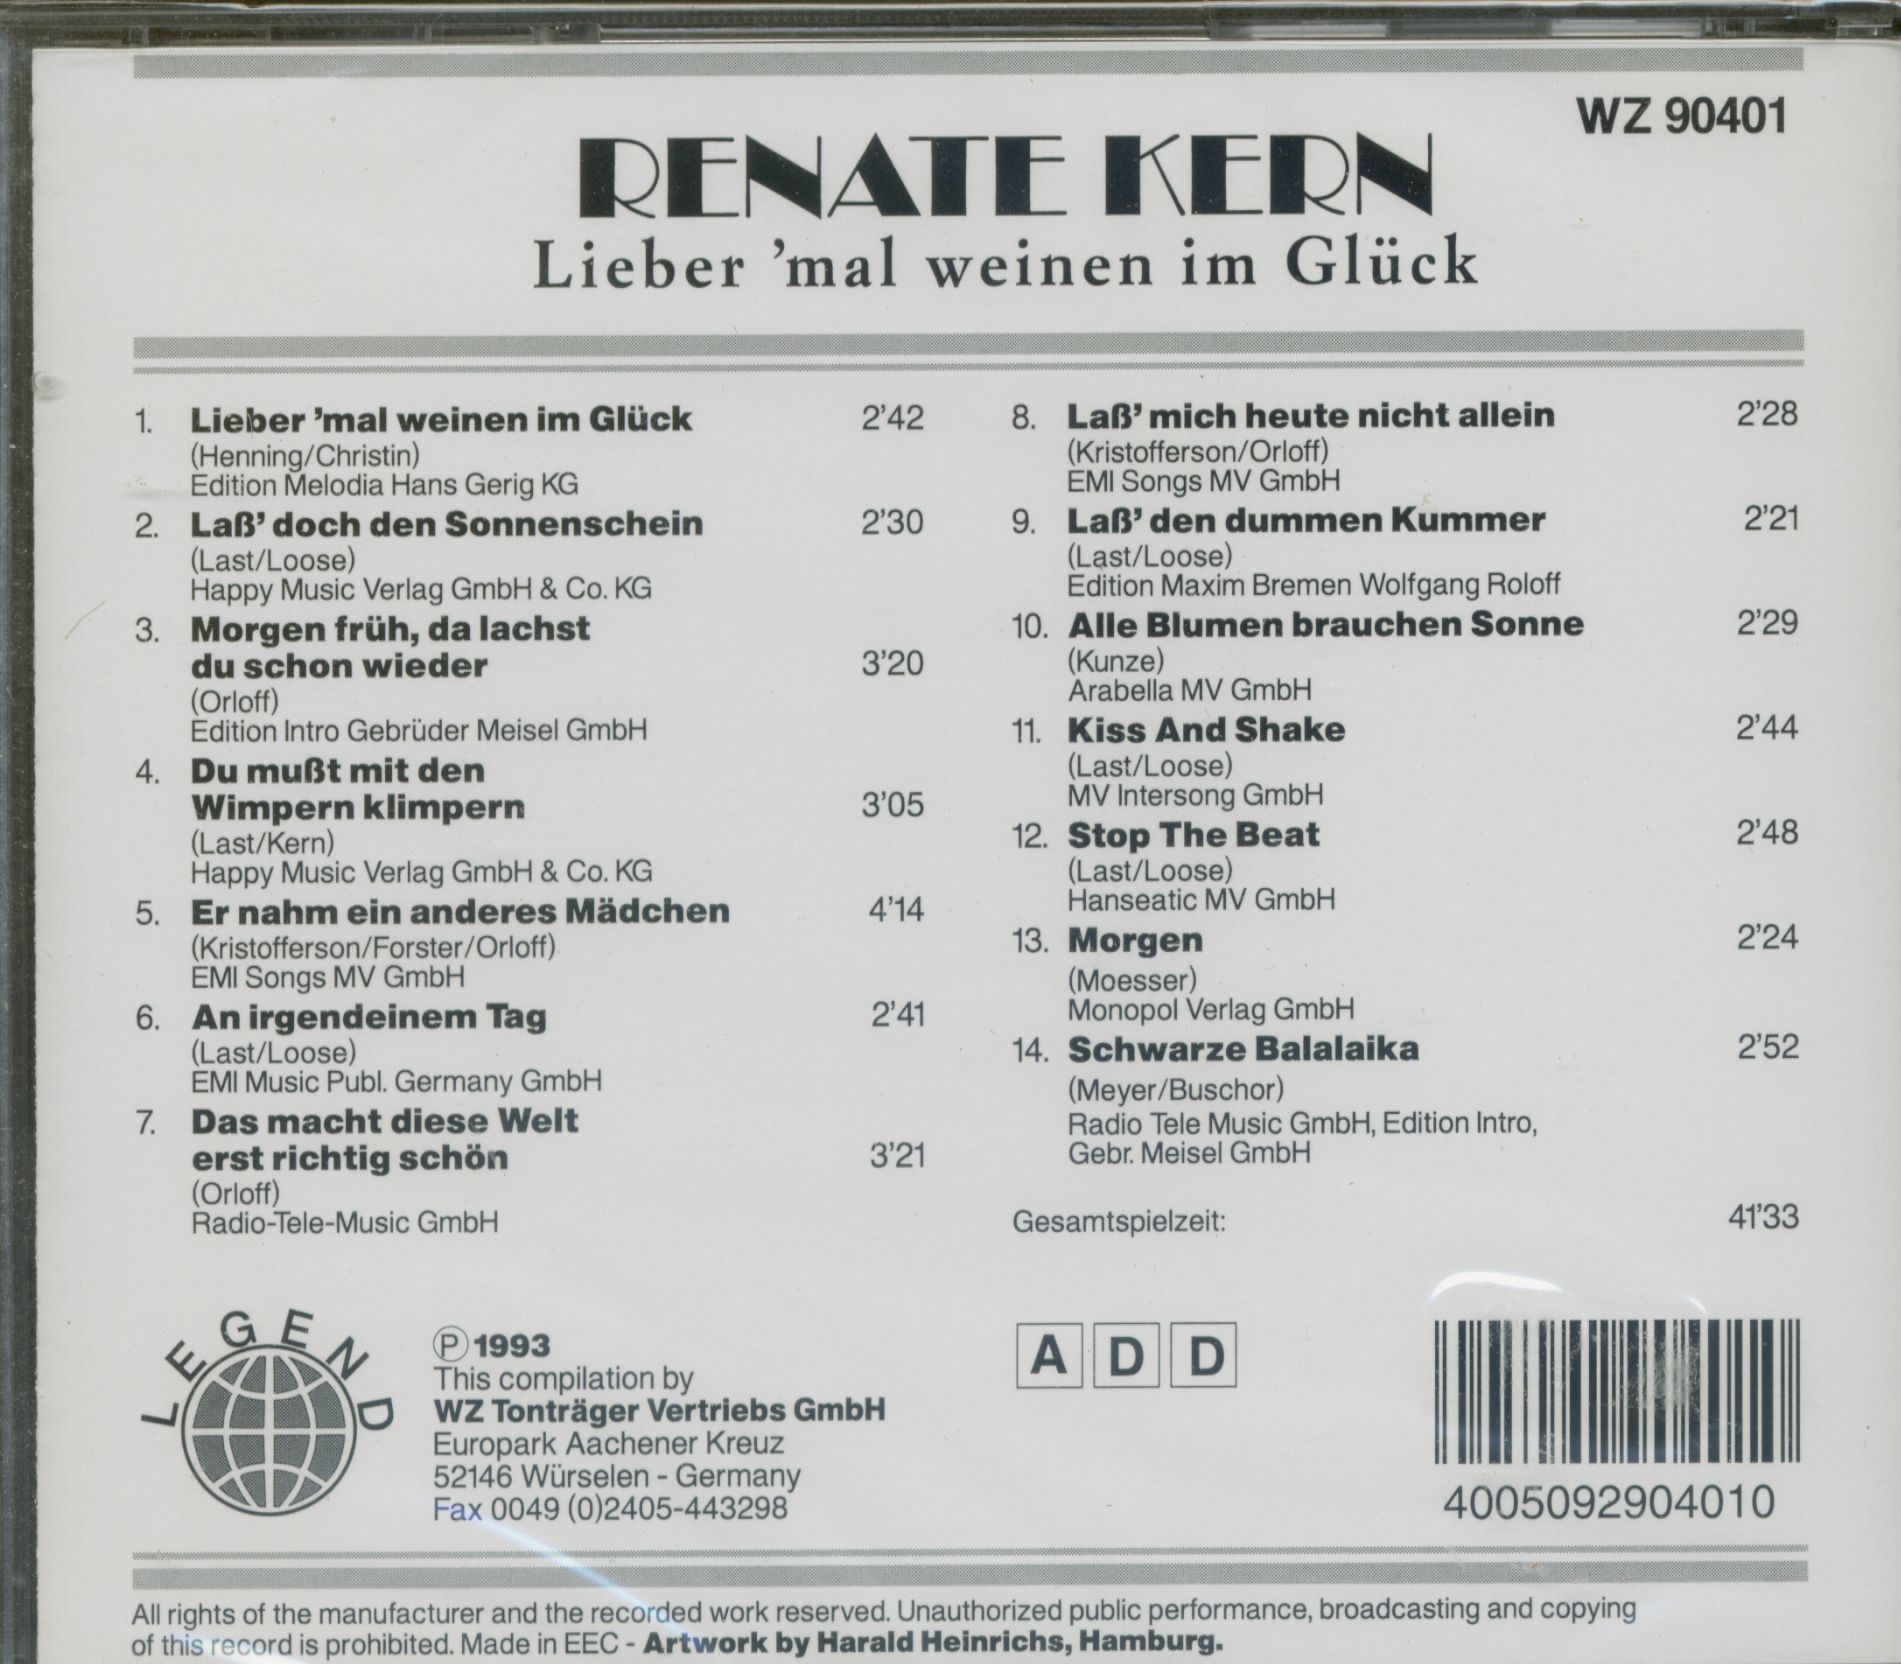 WZ 90401
RENATE KERN
Lieber ’mal weinen im Glück
1. Lieber ’mal weinen im Glück 2’42
(Henning/Christin)
Edition Melodia Hans Gerig KG
2. Laß’ doch den Sonnenschein 2’30
(Last/Loose)
Happy Music Verlag GmbH & Co. KG
3. Morgen früh, da lachst
du schon wieder 3’20
(Orloff)
Edition Intro Gebrüder Meisel GmbH
4. Du mußt mit den
Wimpern klimpern 3’05
(Last/Kern)
Happy Music Verlag GmbH & Co. KG
5. Er nahm ein anderes Mädchen 4’14
(Kristofferson/Forster/Orloff)
EMI Songs MV GmbH
6. An irgendeinem Tag 2’41
(Last/Loose)
EMI Music Publ. Germany GmbH
7. Das macht diese Welt
erst richtig schön 3’21
(Orloff)
Radio-Tele-Music GmbH
8. Laß’ mich heute nicht allein 2’28
(Kristofferson/Orloff)
EMI Songs MV GmbH
9. Laß’ den dummen Kummer 2’21
(Last/Loose)
Edition Maxim Bremen Wolfgang Roloff
10. Alle Blumen brauchen Sonne 2’29
(Kunze)
Arabella MV GmbH
11. Kiss And Shake 2’44
(Last/Loose)
MV Intersong GmbH
12. Stop The Beat 2’48
(Last/Loose)
Hanseatic MV GmbH
13. Morgen 2’24
(Moesser)
Monopol Verlag GmbH
14. Schwarze Balalaika 2’52
(Meyer/Buschor)
Radio Tele Music GmbH, Edition Intro,
Gebr. Meisel GmbH
Gesamtspielzeit: 41’33
LEGEND
Ⓟ 1993
This compilation by
WZ Tonträger Vertriebs GmbH
Europark Aachener Kreuz
52146 Würselen - Germany
Fax 0049 (0)2405-443298
A D D
4005092904010
All rights of the manufacturer and the recorded work reserved. Unauthorized public performance, broadcasting and copying
of this record is prohibited. Made in EEC - Artwork by Harald Heinrichs, Hamburg.